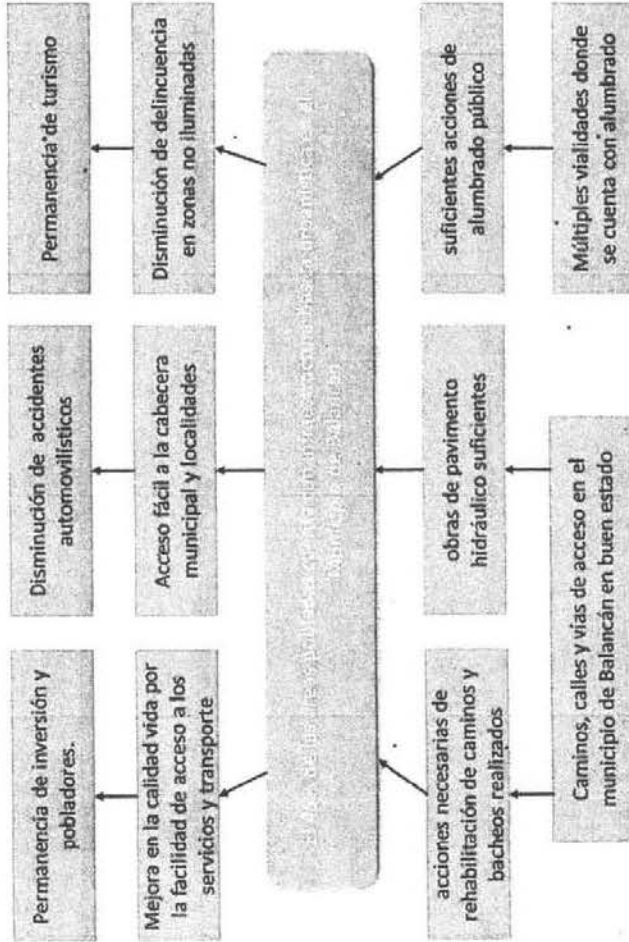 Permanencia de inversión y
pobladores.
Disminución de accidentes
automovilísticos
Permanencia de turismo
Mejora en la calidad vida por
la facilidad de acceso a los
servicios y transporte
Acceso fácil a la cabecera
municipal y localidades
Disminución de delincuencia
en zonas no iluminadas
Municipio de Balancán
acciones necesarias de
rehabilitación de caminos y
bacheos realizados
obras de pavimento
hidráulico suficientes
suficientes acciones de
alumbrado público
Caminos, calles y vías de acceso en el
municipio de Balancán en buen estado
Múltiples vialidades donde
se cuenta con alumbrado